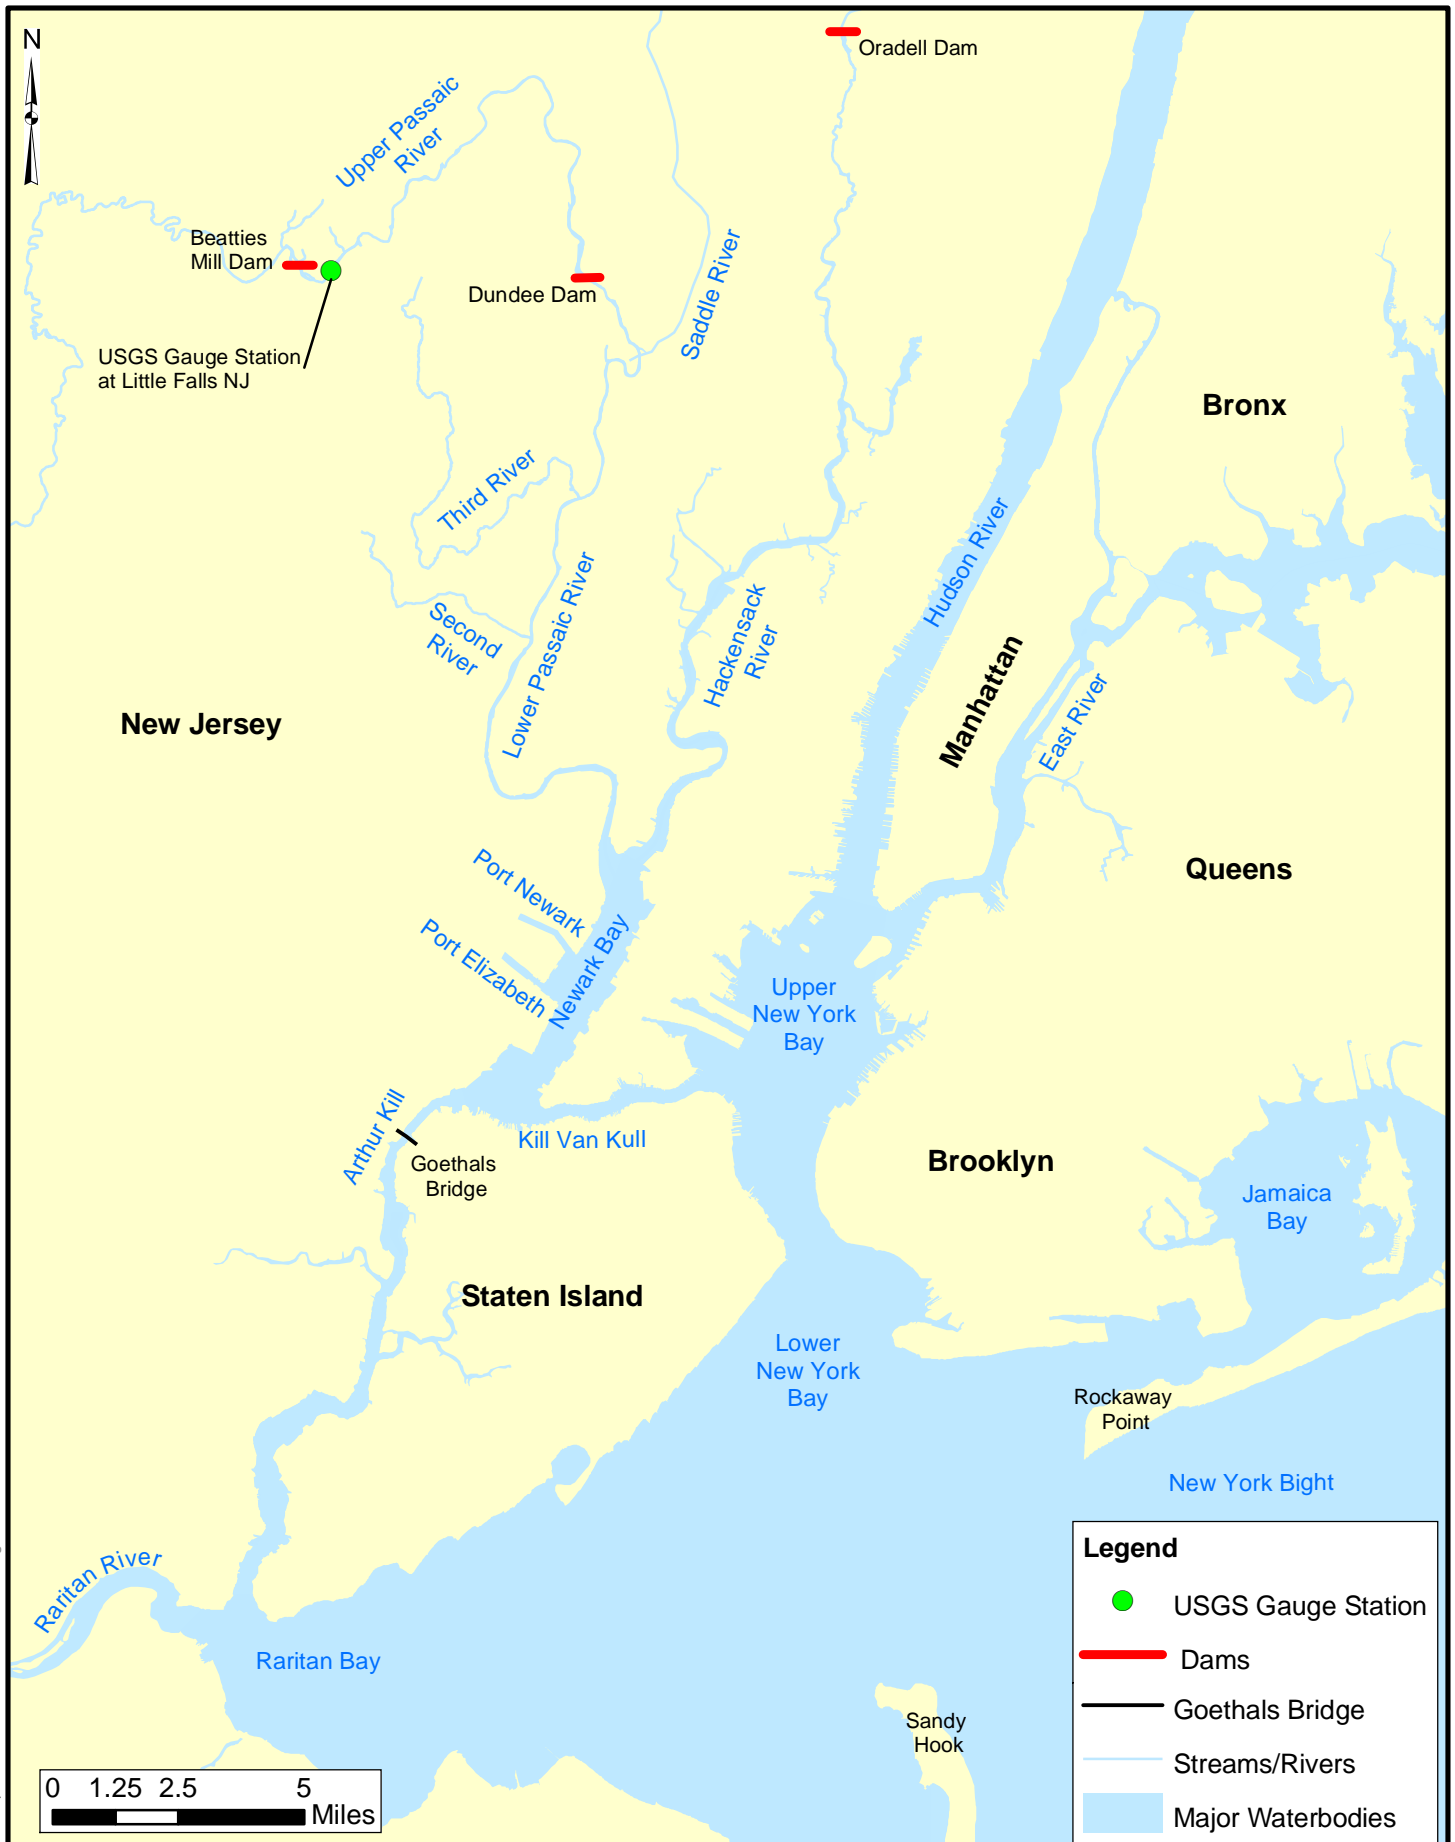 N
Oradell Dam
Upper Passaic
River
Beatties
Mill Dam
Dundee Dam
Saddle River
USGS Gauge Station
at Little Falls NJ
Bronx
Third River
Hudson River
Second
River
Lower Passaic River
Hackensack
River
Manhattan
East River
New Jersey
Queens
Port Newark
Port Elizabeth
Newark Bay
Upper
New York
Bay
Arthur Kill
Kill Van Kull
Goethals
Bridge
Brooklyn
Jamaica
Bay
Staten Island
Lower
New York
Bay
Rockaway
Point
New York Bight
Raritan River
Raritan Bay
Sandy
Hook
Legend
USGS Gauge Station
Dams
Goethals Bridge
Streams/Rivers
Major Waterbodies
0 1.25 2.5 5
Miles